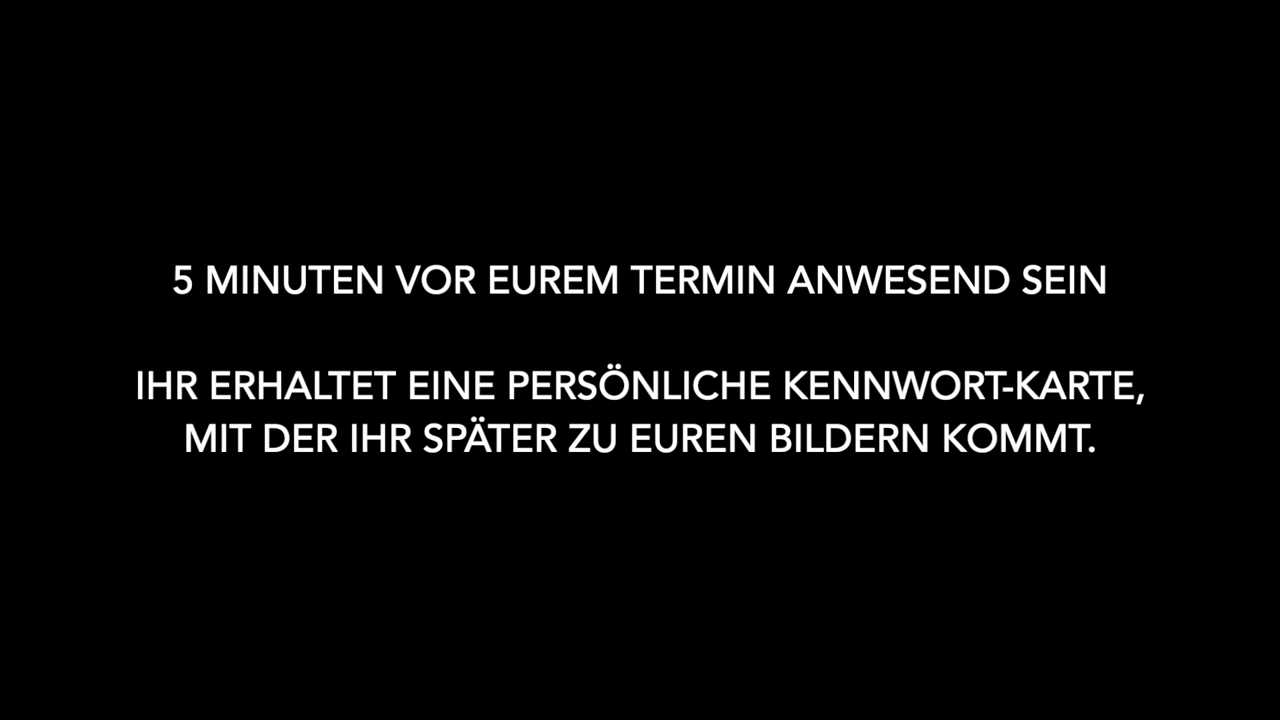 5 MINUTEN VOR EUREM TERMIN ANWESEND SEIN
IHR ERHALTET EINE PERSÖNLICHE KENNWORT-KARTE,
MIT DER IHR SPÄTER ZU EUREN BILDERN KOMMT.